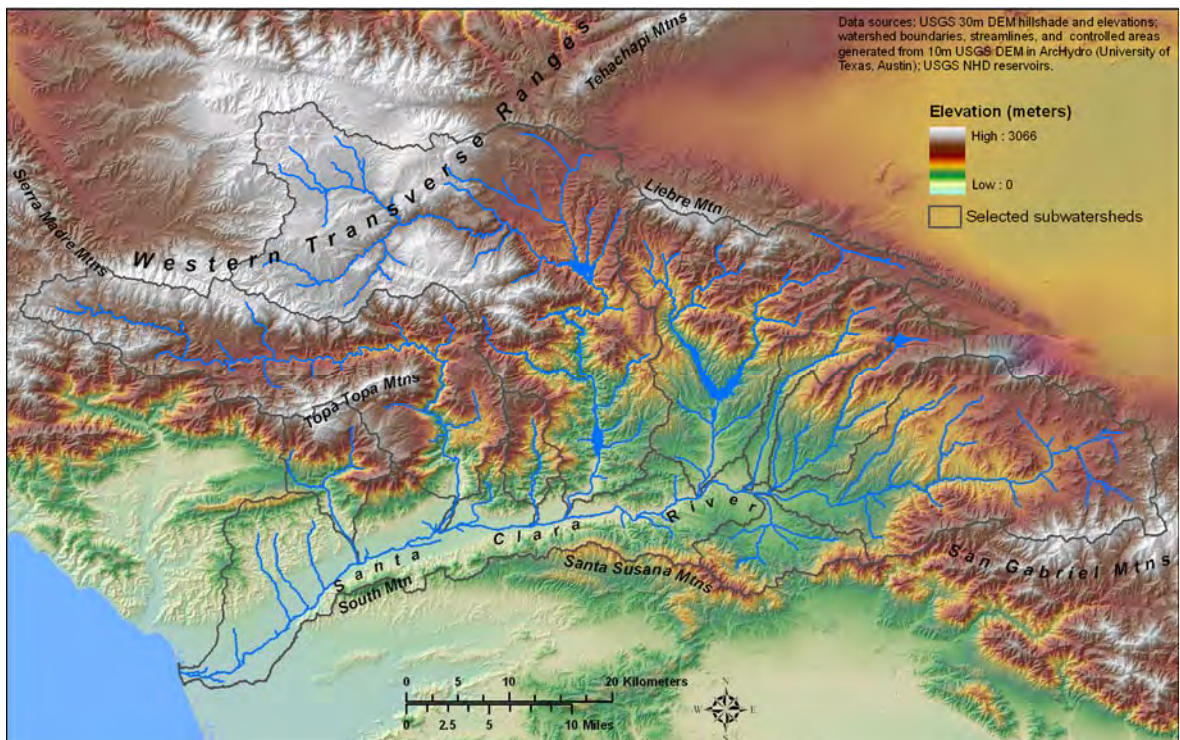 Data sources: USGS 30m DEM hillshade and elevations;
watershed boundaries, streamlines, and controlled areas
generated from 10m USGS DEM in ArcHydro (University of
Texas, Austin); USGS NHD reservoirs.
Elevation (meters)
High : 3066
Low : 0
Selected subwatersheds
Tehachapi Mtns
Western Transverse Ranges
Sierra Madre Mtns
Liebre Mtn
Topa Topa Mtns
Santa Clara River
South Mtn
Santa Susana Mtns
San Gabriel Mtns
0 5 10 20 Kilometers
0 2.5 5 10 Miles
N
W E
S